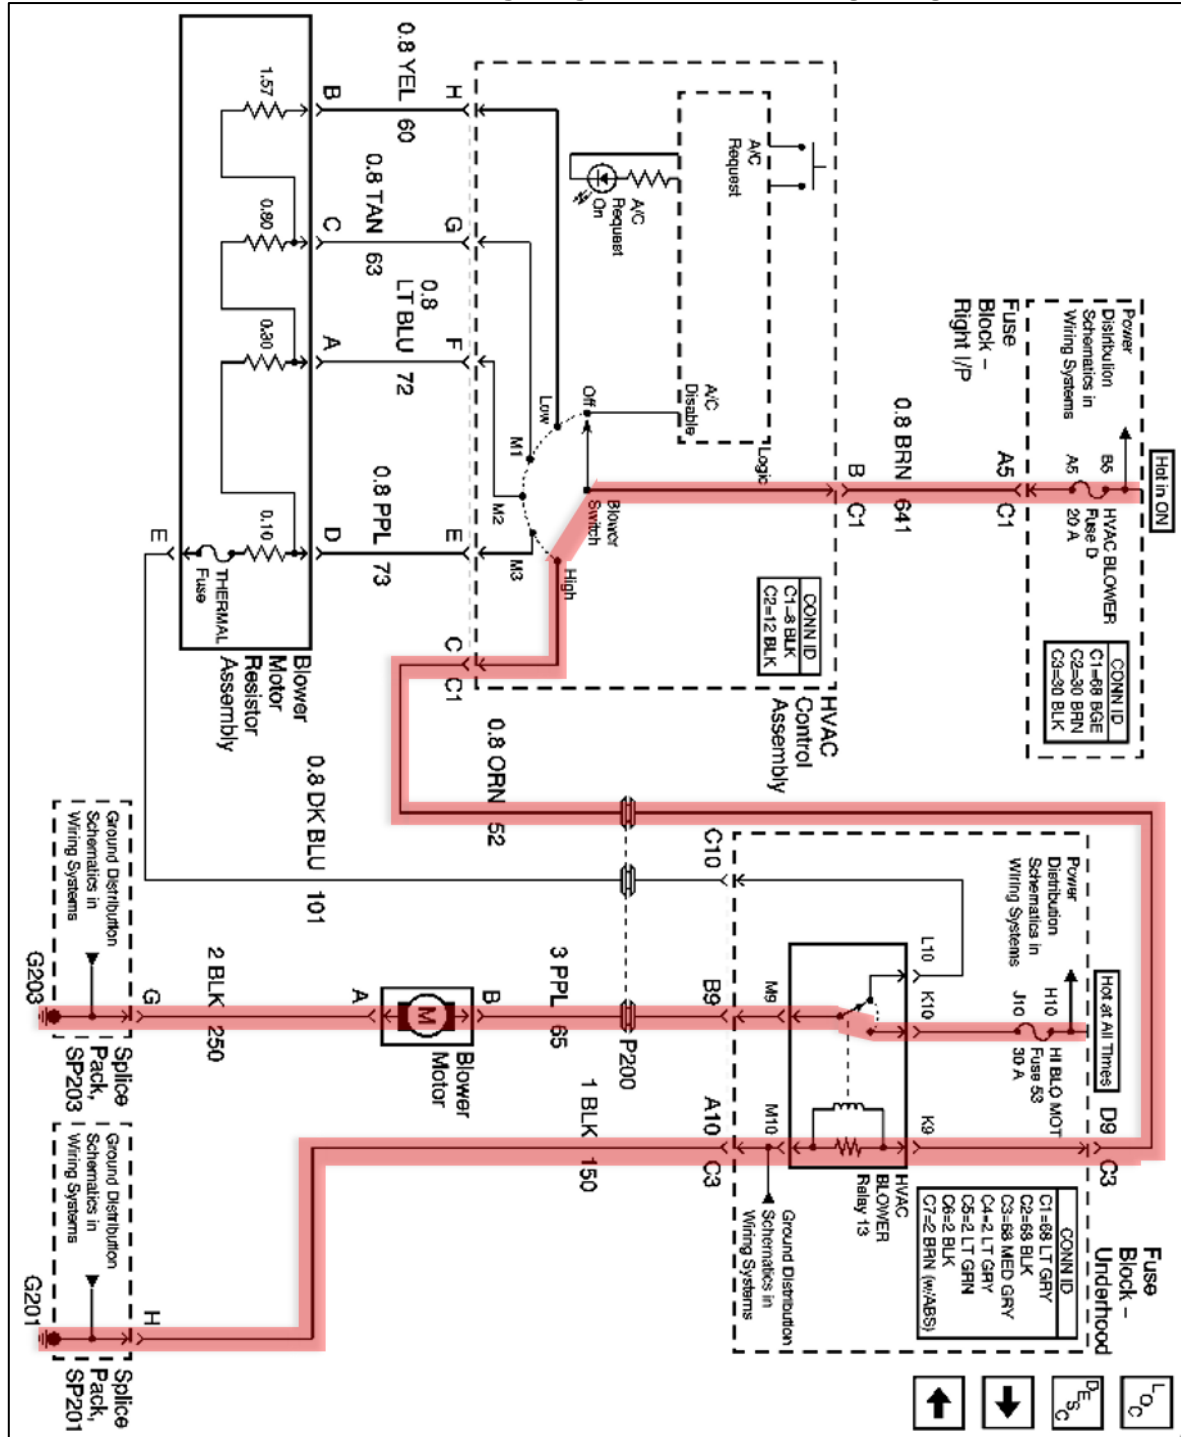 Hot in ON
Power
Distribution
Schematics in
Wiring Systems
B5
A5
HVAC BLOWER
Fuse D
20 A
CONN ID
C1=68 BGE
C2=30 BRN
C3=30 BLK
Fuse
Block –
Right I/P
A5
C1
0.8 BRN
641
B
C1
A/C
Request
A/C
Request
On
A/C
Disable
Logic
CONN ID
C1=8 BLK
C2=12 BLK
HVAC
Control
Assembly
Blower
Switch
Off
Low
M1
M2
M3
High
H
G
F
E
C
C1
0.8 YEL
60
0.8 TAN
63
0.8
LT BLU
72
0.8 PPL
73
0.8 ORN
52
B
C
A
D
1.57
0.80
0.30
0.10
THERMAL
Fuse
E
Blower
Motor
Resistor
Assembly
0.8 DK BLU
101
Hot at All Times
Power
Distribution
Schematics in
Wiring Systems
H10
J10
HI BLO MOT
Fuse 53
30 A
D9
C3
Fuse
Block –
Underhood
CONN ID
C1=68 LT GRY
C2=68 BLK
C3=68 MED GRY
C4=2 LT GRY
C5=2 LT GRN
C6=2 BLK
C7=2 BRN (w/ABS)
L10
K10
K9
HVAC
BLOWER
Relay 13
M9
M10
Ground Distribution
Schematics in
Wiring Systems
C10
B9
A10
C3
P200
3 PPL
65
1 BLK
150
B
Blower
Motor
M
A
2 BLK
250
G
Ground Distribution
Schematics in
Wiring Systems
Splice
Pack,
SP203
G203
H
Ground Distribution
Schematics in
Wiring Systems
Splice
Pack,
SP201
G201
LOC
DESC